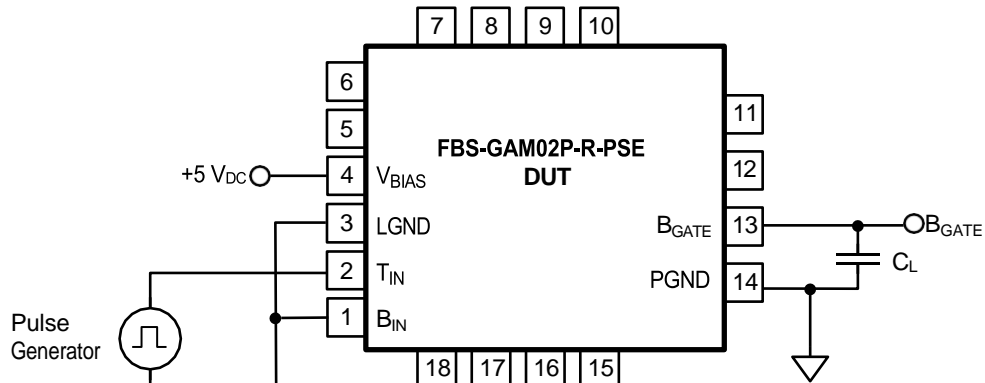 7 8 9 10
6
5
11
FBS-GAM02P-R-PSE
DUT
12
+5 VDC 4 VBIAS
3 LGND
BGATE 13 BGATE
CL
2 TIN
PGND 14
1 BIN
Pulse
Generator
18 17 16 15